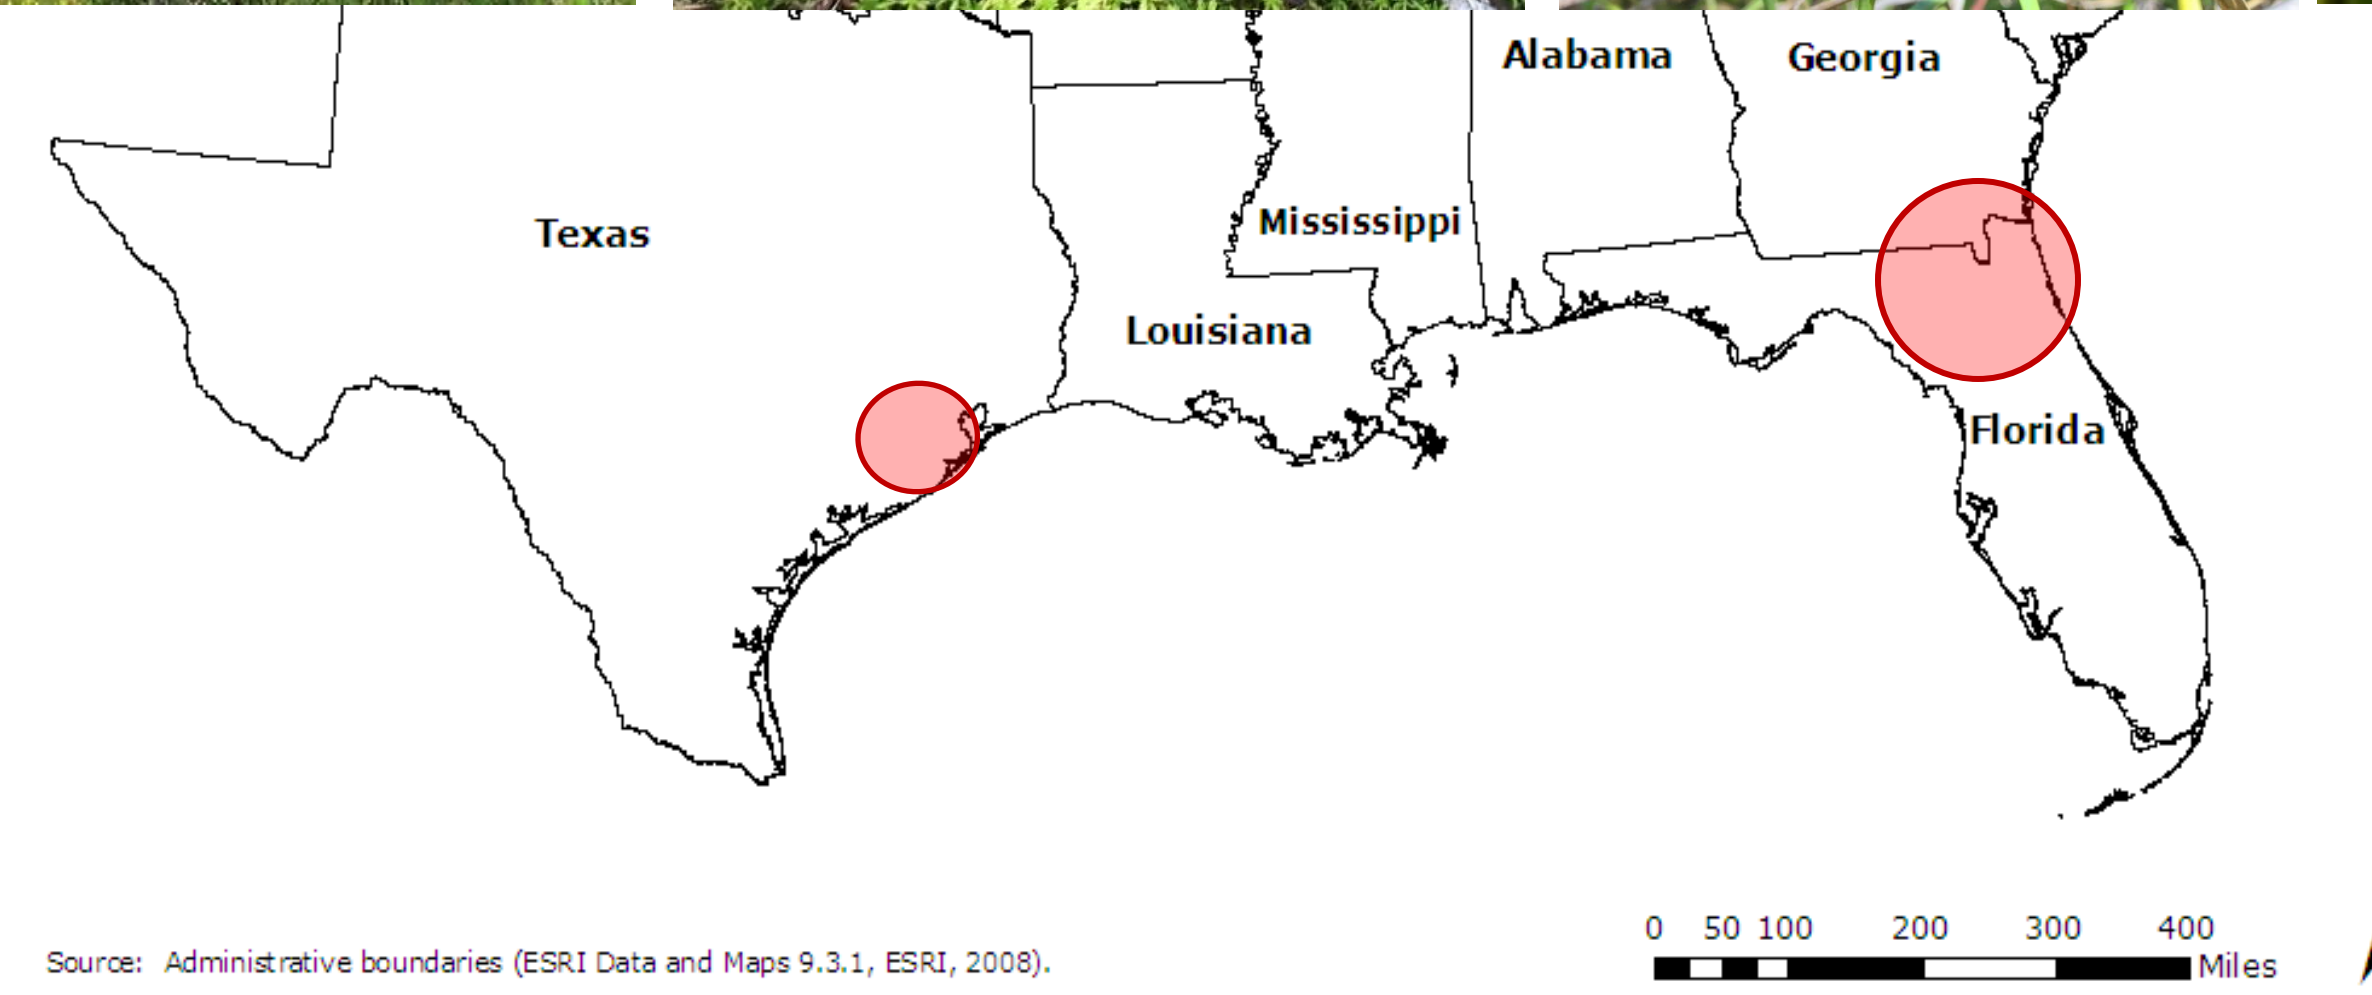 Alabama
Georgia
Texas
Mississippi
Louisiana
Florida
0 50 100 200 300 400
Miles
Source: Administrative boundaries (ESRI Data and Maps 9.3.1, ESRI, 2008).